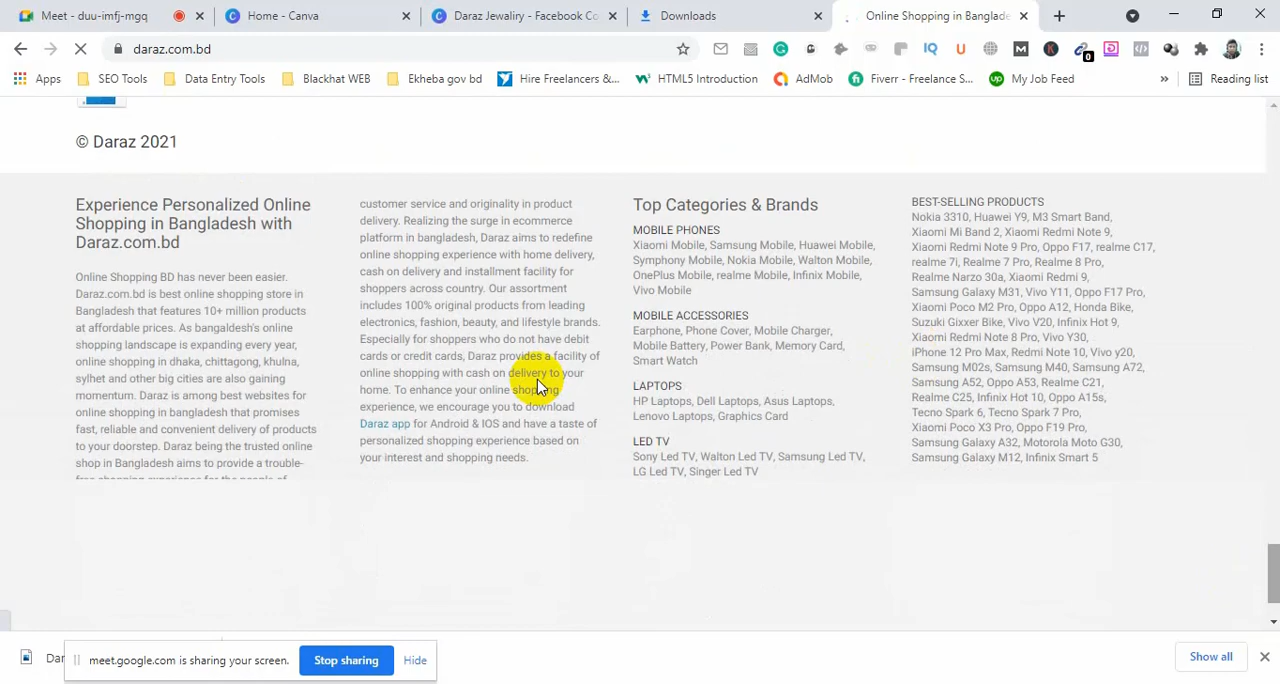 Meet - duu-imfj-mgq
Home - Canva
Daraz Jewaliry - Facebook Co
Downloads
Online Shopping in Banglade
daraz.com.bd
Apps
SEO Tools
Data Entry Tools
Blackhat WEB
Ekheba gov bd
Hire Freelancers &...
HTML5 Introduction
AdMob
Fiverr - Freelance S...
My Job Feed
»
Reading list
© Daraz 2021
Experience Personalized Online
Shopping in Bangladesh with
Daraz.com.bd
Online Shopping BD has never been easier.
Daraz.com.bd is best online shopping store in
Bangladesh that features 10+ million products
at affordable prices. As bangaldesh's online
shopping landscape is expanding every year,
online shopping in dhaka, chittagong, khulna,
sylhet and other big cities are also gaining
momentum. Daraz is among best websites for
online shopping in bangladesh that promises
fast, reliable and convenient delivery of products
to your doorstep. Daraz being the trusted online
shop in Bangladesh aims to provide a trouble-
free shopping experience for the people of
customer service and originality in product
delivery. Realizing the surge in ecommerce
platform in bangladesh, Daraz aims to redefine
online shopping experience with home delivery,
cash on delivery and installment facility for
shoppers across country. Our assortment
includes 100% original products from leading
electronics, fashion, beauty, and lifestyle brands.
Especially for shoppers who do not have debit
cards or credit cards, Daraz provides a facility of
online shopping with cash on delivery to your
home. To enhance your online shopping
experience, we encourage you to download
Daraz app for Android & IOS and have a taste of
personalized shopping experience based on
your interest and shopping needs.
Top Categories & Brands
MOBILE PHONES
Xiaomi Mobile, Samsung Mobile, Huawei Mobile,
Symphony Mobile, Nokia Mobile, Walton Mobile,
OnePlus Mobile, realme Mobile, Infinix Mobile,
Vivo Mobile
MOBILE ACCESSORIES
Earphone, Phone Cover, Mobile Charger,
Mobile Battery, Power Bank, Memory Card,
Smart Watch
LAPTOPS
HP Laptops, Dell Laptops, Asus Laptops,
Lenovo Laptops, Graphics Card
LED TV
Sony Led TV, Walton Led TV, Samsung Led TV,
LG Led TV, Singer Led TV
BEST-SELLING PRODUCTS
Nokia 3310, Huawei Y9, M3 Smart Band,
Xiaomi Mi Band 2, Xiaomi Redmi Note 9,
Xiaomi Redmi Note 9 Pro, Oppo F17, realme C17,
realme 7i, Realme 7 Pro, Realme 8 Pro,
Realme Narzo 30a, Xiaomi Redmi 9,
Samsung Galaxy M31, Vivo Y11, Oppo F17 Pro,
Xiaomi Poco M2 Pro, Oppo A12, Honda Bike,
Suzuki Gixxer Bike, Vivo V20, Infinix Hot 9,
Xiaomi Redmi Note 8 Pro, Vivo Y30,
iPhone 12 Pro Max, Redmi Note 10, Vivo y20,
Samsung M02s, Samsung M40, Samsung A72,
Samsung A52, Oppo A53, Realme C21,
Realme C25, Infinix Hot 10, Oppo A15s,
Tecno Spark 6, Tecno Spark 7 Pro,
Xiaomi Poco X3 Pro, Oppo F19 Pro,
Samsung Galaxy A32, Motorola Moto G30,
Samsung Galaxy M12, Infinix Smart 5
Dar
meet.google.com is sharing your screen.
Stop sharing
Hide
Show all